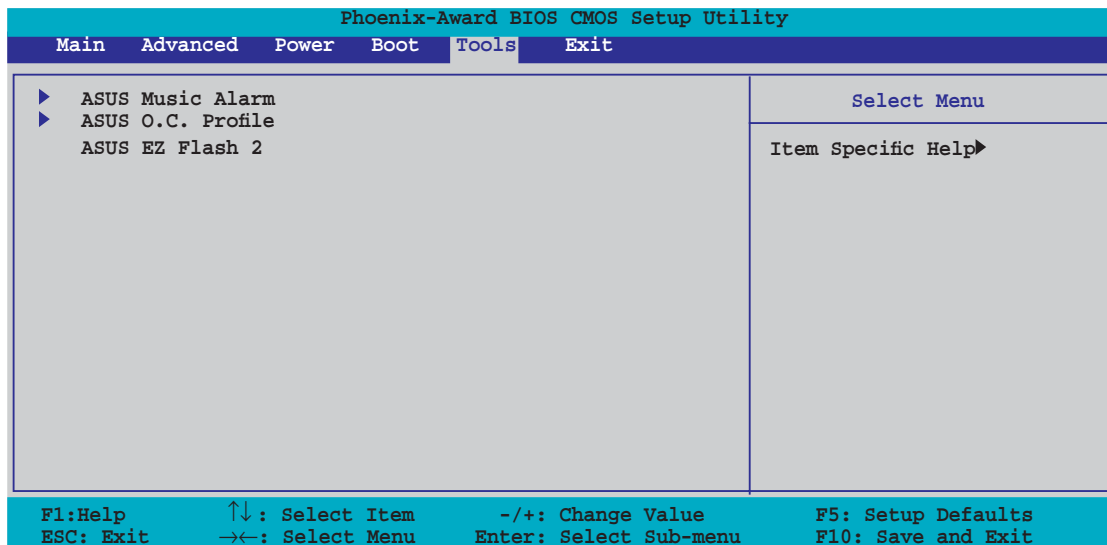 Phoenix-Award BIOS CMOS Setup Utility
Main Advanced Power Boot Tools Exit
ASUS Music Alarm
ASUS O.C. Profile
ASUS EZ Flash 2
Select Menu
Item Specific Help
F1:Help ↑↓: Select Item -/+: Change Value F5: Setup Defaults
ESC: Exit →←: Select Menu Enter: Select Sub-menu F10: Save and Exit